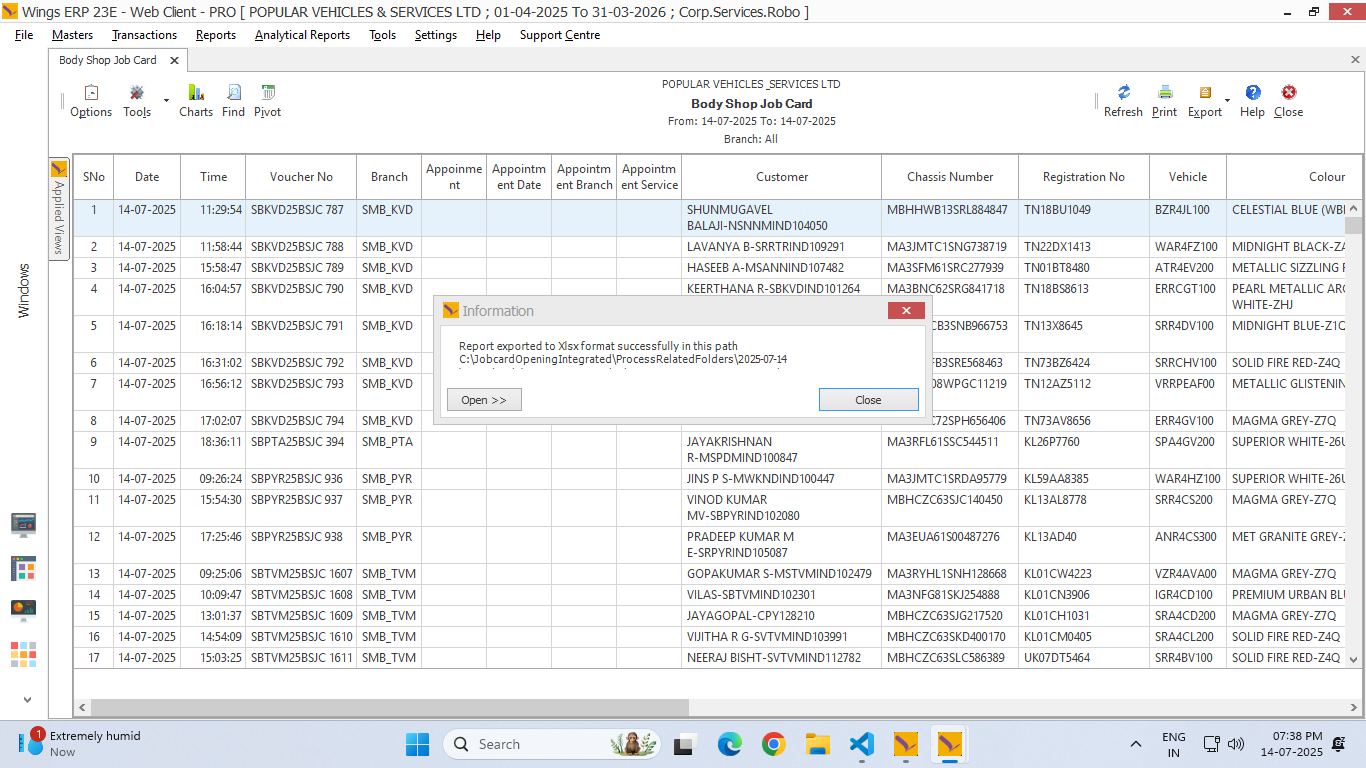 Wings ERP 23E - Web Client - PRO [ POPULAR VEHICLES & SERVICES LTD ; 01-04-2025 To 31-03-2026 ; Corp.Services.Robo ]
File Masters Transactions Reports Analytical Reports Tools Settings Help Support Centre
Body Shop Job Card
Options Tools Charts Find Pivot
POPULAR VEHICLES_SERVICES LTD
Body Shop Job Card
From: 14-07-2025 To: 14-07-2025
Branch: All
Refresh Print Export Help Close
Applied Views
Windows
SNo Date Time Voucher No Branch Appoinment Appointment Date Appointment Branch Appointment Service Customer Chassis Number Registration No Vehicle Colour
1 14-07-2025 11:29:54 SBKVD25BSJC 787 SMB_KVD SHUNMUGAVEL MBHHWB13SRL884847 TN18BU1049 BZR4JL100 CELESTIAL BLUE (WB
BALAJI-NSNNMIND104050
2 14-07-2025 11:58:44 SBKVD25BSJC 788 SMB_KVD LAVANYA B-SRRTRIND109291 MA3JMTC1SNG738719 TN22DX1413 WAR4FZ100 MIDNIGHT BLACK-ZA
3 14-07-2025 15:58:47 SBKVD25BSJC 789 SMB_KVD HASEEB A-MSANNIND107482 MA3SFM61SRC277939 TN01BT8480 ATR4EV200 METALLIC SIZZLING
4 14-07-2025 16:04:57 SBKVD25BSJC 790 SMB_KVD KEERTHANA R-SBKVDIND101264 MA3BNC62SRG841718 TN18BS8613 ERRCGT100 PEARL METALLIC ARC
WHITE-ZHJ
5 14-07-2025 16:18:14 SBKVD25BSJC 791 SMB_KVD CB3SNB966753 TN13X8645 SRR4DV100 MIDNIGHT BLUE-Z1Q
6 14-07-2025 16:31:02 SBKVD25BSJC 792 SMB_KVD FB3SRE568463 TN73BZ6424 SRRCHV100 SOLID FIRE RED-Z4Q
7 14-07-2025 16:56:12 SBKVD25BSJC 793 SMB_KVD 08WPGC11219 TN12AZ5112 VRRPEAF00 METALLIC GLISTENIN
8 14-07-2025 17:02:07 SBKVD25BSJC 794 SMB_KVD C72SPH656406 TN73AV8656 ERR4GV100 MAGMA GREY-Z7Q
9 14-07-2025 18:36:11 SBPTA25BSJC 394 SMB_PTA JAYAKRISHNAN MA3RFL61SSC544511 KL26P7760 SPA4GV200 SUPERIOR WHITE-26U
R-MSPDMIND100847
10 14-07-2025 09:26:24 SBPYR25BSJC 936 SMB_PYR JINS P S-MWKNDIND100447 MA3JMTC1SRDA95779 KL59AA8385 WAR4HZ100 SUPERIOR WHITE-26U
11 14-07-2025 15:54:30 SBPYR25BSJC 937 SMB_PYR VINOD KUMAR MBHCZC63SJC140450 KL13AL8778 SRR4CS200 MAGMA GREY-Z7Q
MV-SBPYRIND102080
12 14-07-2025 17:25:46 SBPYR25BSJC 938 SMB_PYR PRADEEP KUMAR M MA3EUA61S00487276 KL13AD40 ANR4CS300 MET GRANITE GREY-
E-SRPYRIND105087
13 14-07-2025 09:25:06 SBTVM25BSJC 1607 SMB_TVM GOPAKUMAR S-MSTVMIND102479 MA3RYHL1SNH128668 KL01CW4223 VZR4AVA00 MAGMA GREY-Z7Q
14 14-07-2025 10:09:47 SBTVM25BSJC 1608 SMB_TVM VILAS-SBTVMIND102301 MA3NFG81SKJ254888 KL01CN3906 IGR4CD100 PREMIUM URBAN BLU
15 14-07-2025 13:01:37 SBTVM25BSJC 1609 SMB_TVM JAYAGOPAL-CPY128210 MBHCZC63SJG217520 KL01CH1031 SRA4CD200 MAGMA GREY-Z7Q
16 14-07-2025 14:54:09 SBTVM25BSJC 1610 SMB_TVM VIJITHA R G-SVTVMIND103991 MBHCZC63SKD400170 KL01CM0405 SRA4CL200 SOLID FIRE RED-Z4Q
17 14-07-2025 15:03:25 SBTVM25BSJC 1611 SMB_TVM NEERAJ BISHT-SVTVMIND112782 MBHCZC63SLC586389 UK07DT5464 SRR4BV100 SOLID FIRE RED-Z4Q
Information
Report exported to Xlsx format successfully in this path
C:\JobcardOpeningIntegrated\ProcessRelatedFolders\2025-07-14
Open >> Close
1
Extremely humid
Now
Search
ENG
IN
07:38 PM
14-07-2025